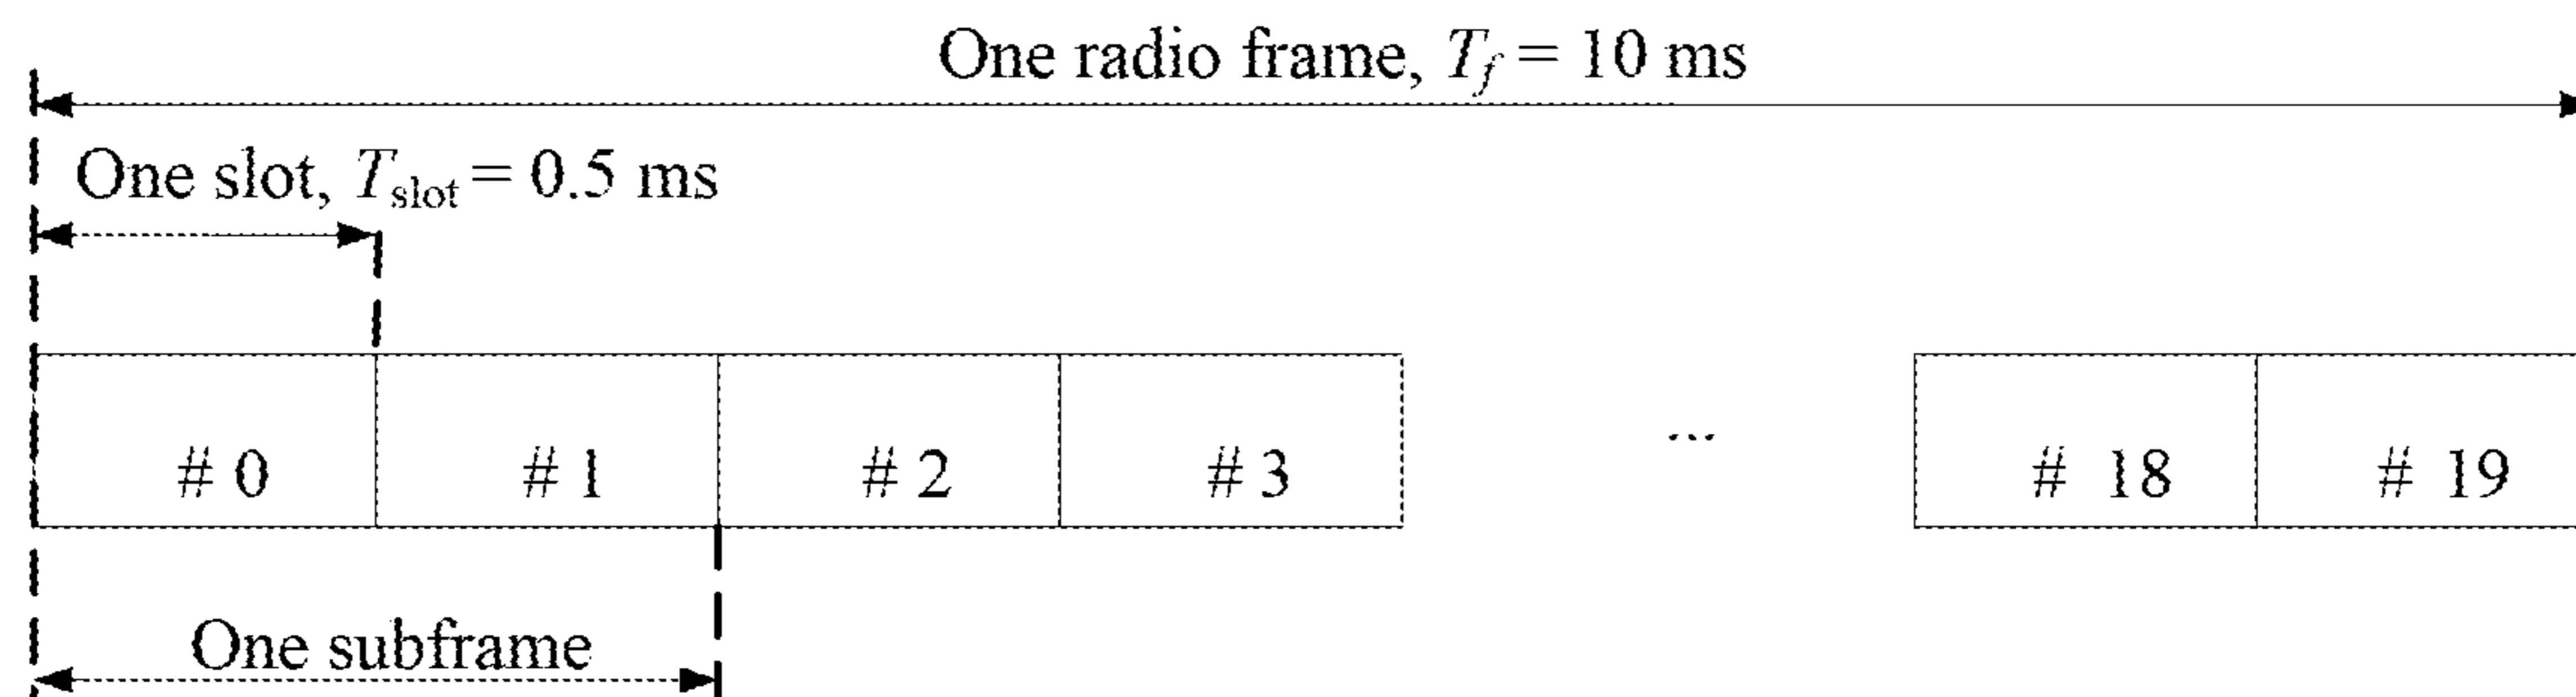 One radio frame, T_f = 10 ms
One slot, T_slot = 0.5 ms
# 0 # 1 # 2 # 3 ... # 18 # 19
One subframe